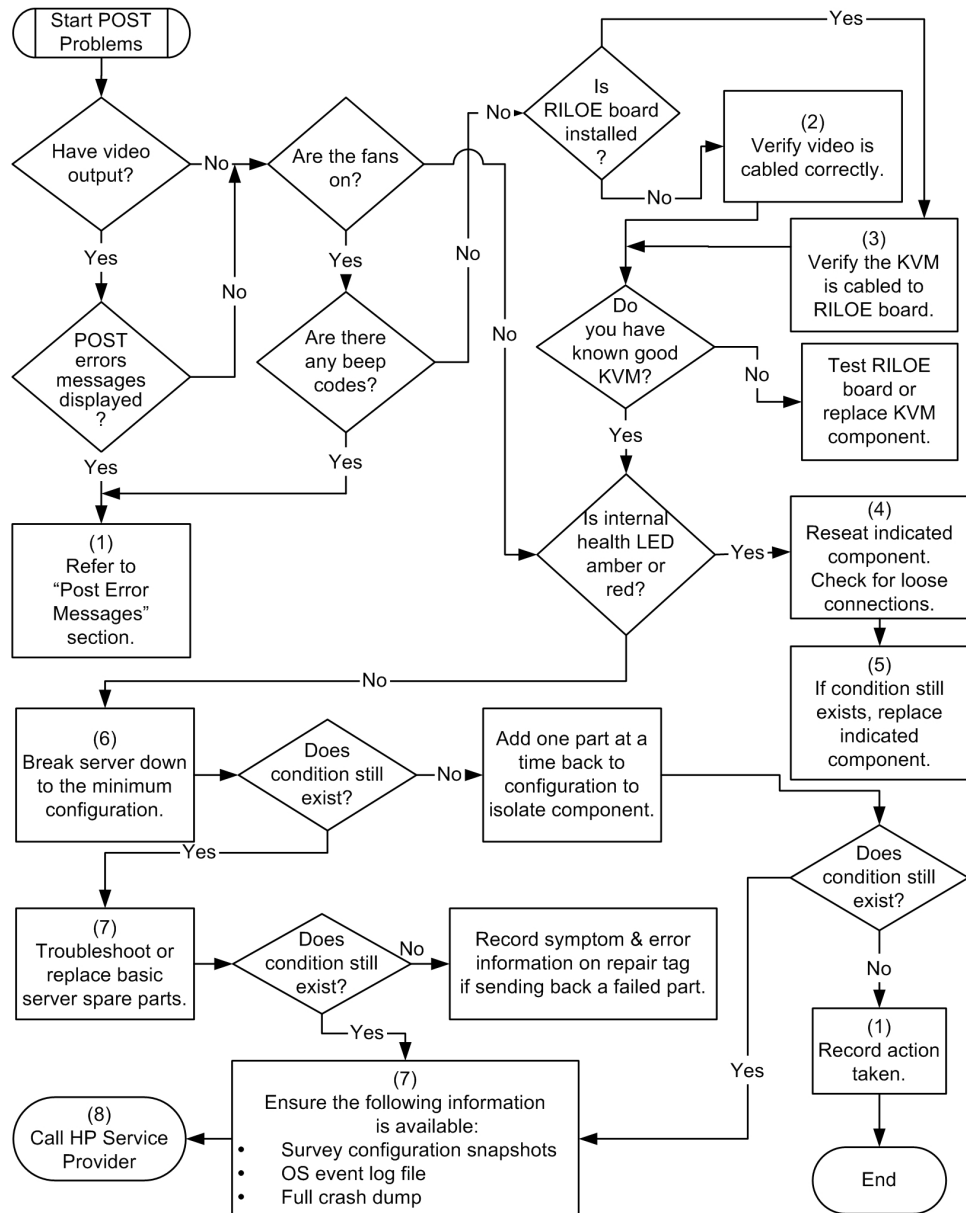 Start POST
Problems
Have video
output?
No
Yes
POST
errors
messages
displayed
?
No
Yes
(1)
Refer to
“Post Error
Messages”
section.
Are the fans
on?
Yes
No
Are there
any beep
codes?
No
Yes
No
Is
RILOE board
installed
?
Yes
No
(2)
Verify video is
cabled correctly.
(3)
Verify the KVM
is cabled to
RILOE board.
Do
you have
known good
KVM?
No
Yes
Test RILOE
board or
replace KVM
component.
Is internal
health LED
amber or
red?
Yes
No
(4)
Reseat indicated
component.
Check for loose
connections.
(5)
If condition still
exists, replace
indicated
component.
(6)
Break server down
to the minimum
configuration.
Does
condition still
exist?
No
Yes
Add one part at a
time back to
configuration to
isolate component.
Does
condition still
exist?
No
Yes
(7)
Troubleshoot or
replace basic
server spare parts.
Does
condition still
exist?
No
Yes
Record symptom & error
information on repair tag
if sending back a failed part.
(1)
Record action
taken.
End
(7)
Ensure the following information
is available:
• Survey configuration snapshots
• OS event log file
• Full crash dump
(8)
Call HP Service
Provider